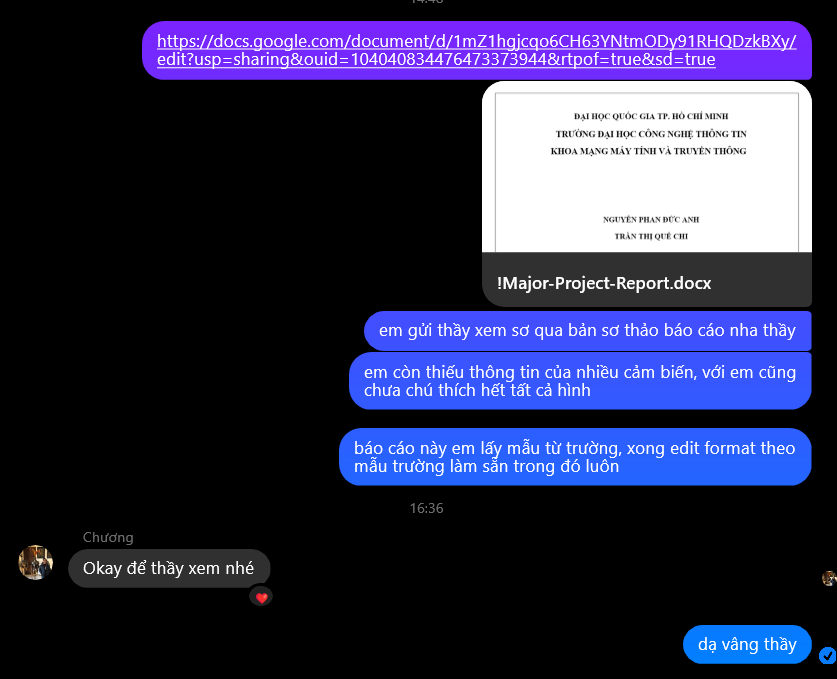 https://docs.google.com/document/d/1mZ1hgjcqo6CH63YNtmODy91RHQDzkBXy/
edit?usp=sharing&ouid=104040834476473373944&rtpof=true&sd=true
ĐẠI HỌC QUỐC GIA TP. HỒ CHÍ MINH
TRƯỜNG ĐẠI HỌC CÔNG NGHỆ THÔNG TIN
KHOA MẠNG MÁY TÍNH VÀ TRUYỀN THÔNG
NGUYỄN PHAN ĐỨC ANH
TRẦN THỊ QUẾ CHI
!Major-Project-Report.docx
em gửi thầy xem sơ qua bản sơ thảo báo cáo nha thầy
em còn thiếu thông tin của nhiều cảm biến, với em cũng
chưa chú thích hết tất cả hình
báo cáo này em lấy mẫu từ trường, xong edit format theo
mẫu trường làm sẵn trong đó luôn
16:36
Chương
Okay để thầy xem nhé
dạ vâng thầy